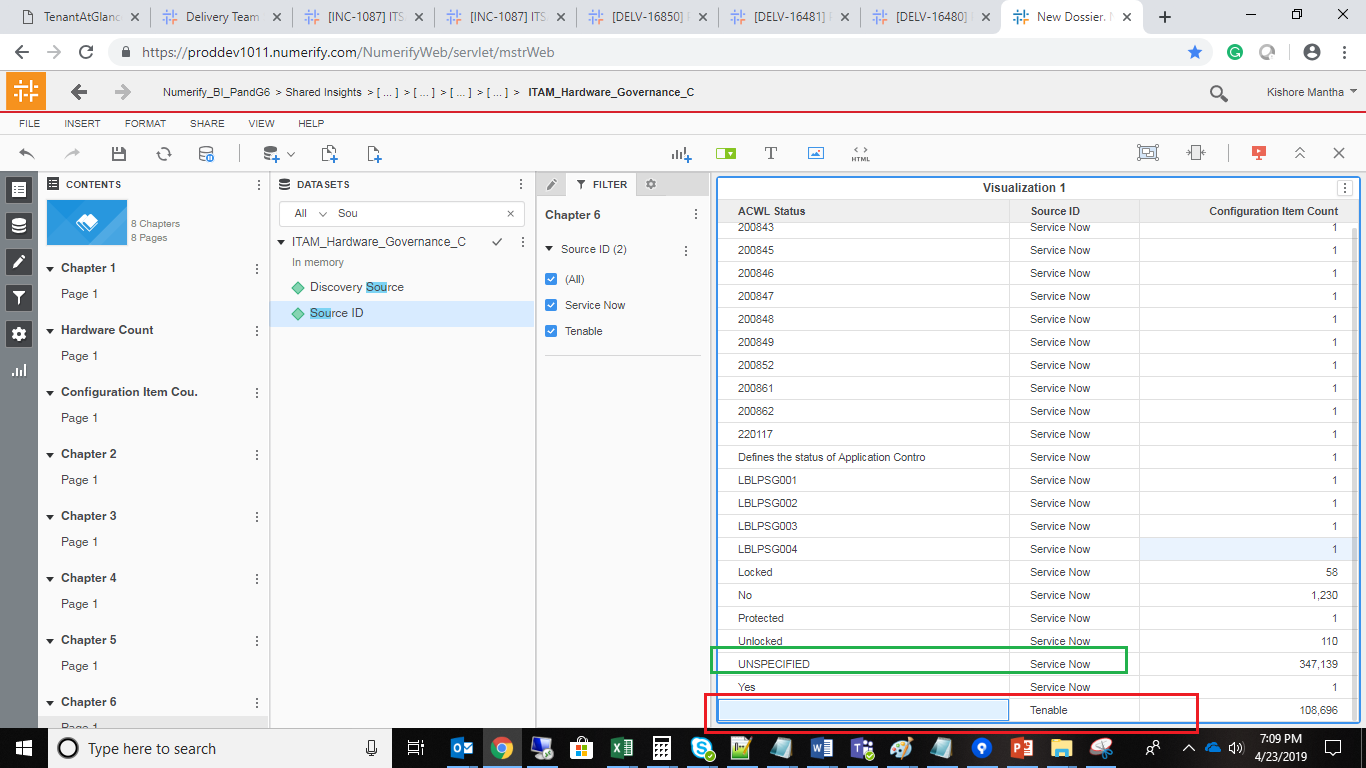 TenantAtGlanc
Delivery Team
[INC-1087] ITS
[INC-1087] ITS
[DELV-16850] F
[DELV-16481] F
[DELV-16480] I
New Dossier. N
https://proddev1011.numerify.com/NumerifyWeb/servlet/mstrWeb
Numerify_BI_PandG6 > Shared Insights > [ ... ] > [ ... ] > [ ... ] > [ ... ] > ITAM_Hardware_Governance_C
Kishore Mantha
FILE INSERT FORMAT SHARE VIEW HELP
T
HTML
CONTENTS
8 Chapters
8 Pages
Chapter 1
Page 1
Hardware Count
Page 1
Configuration Item Cou.
Page 1
Chapter 2
Page 1
Chapter 3
Page 1
Chapter 4
Page 1
Chapter 5
Page 1
Chapter 6
Page 1
DATASETS
All Sou
ITAM_Hardware_Governance_C
In memory
Discovery Source
Source ID
FILTER
Chapter 6
Source ID (2)
(All)
Service Now
Tenable
Visualization 1
ACWL Status Source ID Configuration Item Count
200843 Service Now 1
200845 Service Now 1
200846 Service Now 1
200847 Service Now 1
200848 Service Now 1
200849 Service Now 1
200852 Service Now 1
200861 Service Now 1
200862 Service Now 1
220117 Service Now 1
Defines the status of Application Contro Service Now 1
LBLPSG001 Service Now 1
LBLPSG002 Service Now 1
LBLPSG003 Service Now 1
LBLPSG004 Service Now 1
Locked Service Now 58
No Service Now 1,230
Protected Service Now 1
Unlocked Service Now 110
UNSPECIFIED Service Now 347,139
Yes Service Now 1
Tenable 108,696
Type here to search
7:09 PM
4/23/2019